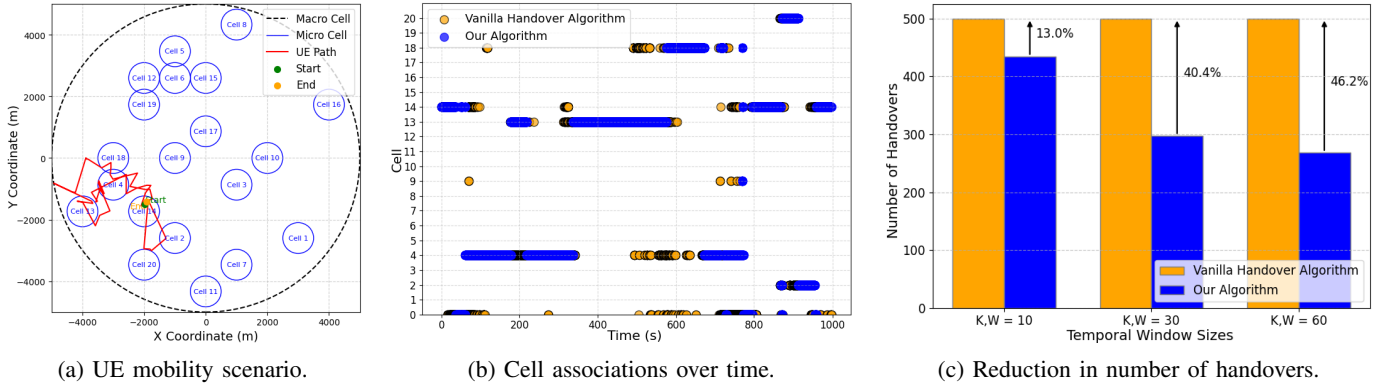 Macro Cell
Micro Cell
UE Path
Start
End
Cell 8
Cell 5
Cell 12
Cell 6
Cell 15
Cell 19
Cell 16
Cell 17
Cell 18
Cell 9
Cell 10
Cell 4
Cell 3
Cell 13
Cell 14
Start
End
Cell 2
Cell 1
Cell 20
Cell 7
Cell 11
4000
2000
0
−2000
−4000
Y Coordinate (m)
−4000 −2000 0 2000 4000
X Coordinate (m)
(a) UE mobility scenario.
Vanilla Handover Algorithm
Our Algorithm
20
19
18
17
16
15
14
13
12
11
10
9
8
7
6
5
4
3
2
1
0
Cell
0 200 400 600 800 1000
Time (s)
(b) Cell associations over time.
500
400
300
200
100
0
Number of Handovers
13.0%
40.4%
46.2%
Vanilla Handover Algorithm
Our Algorithm
K,W = 10 K,W = 30 K,W = 60
Temporal Window Sizes
(c) Reduction in number of handovers.